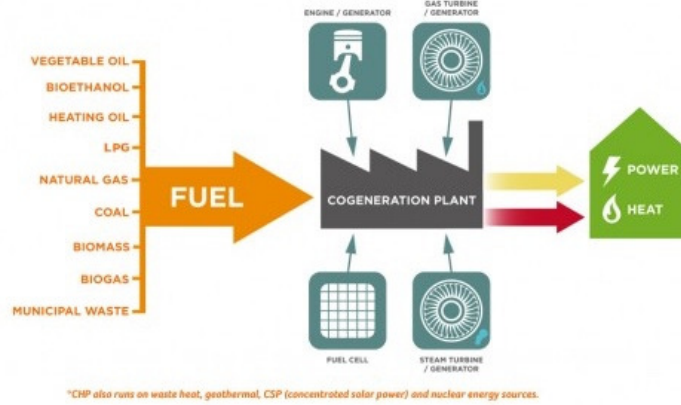 ENGINE / GENERATOR
GAS TURBINE
/ GENERATOR
VEGETABLE OIL
BIOETHANOL
HEATING OIL
LPG
NATURAL GAS
COAL
BIOMASS
BIOGAS
MUNICIPAL WASTE
FUEL
COGENERATION PLANT
POWER
HEAT
FUEL CELL
STEAM TURBINE
/ GENERATOR
*CHP also runs on waste heat, geothermal, CSP (concentrated solar power) and nuclear energy sources.